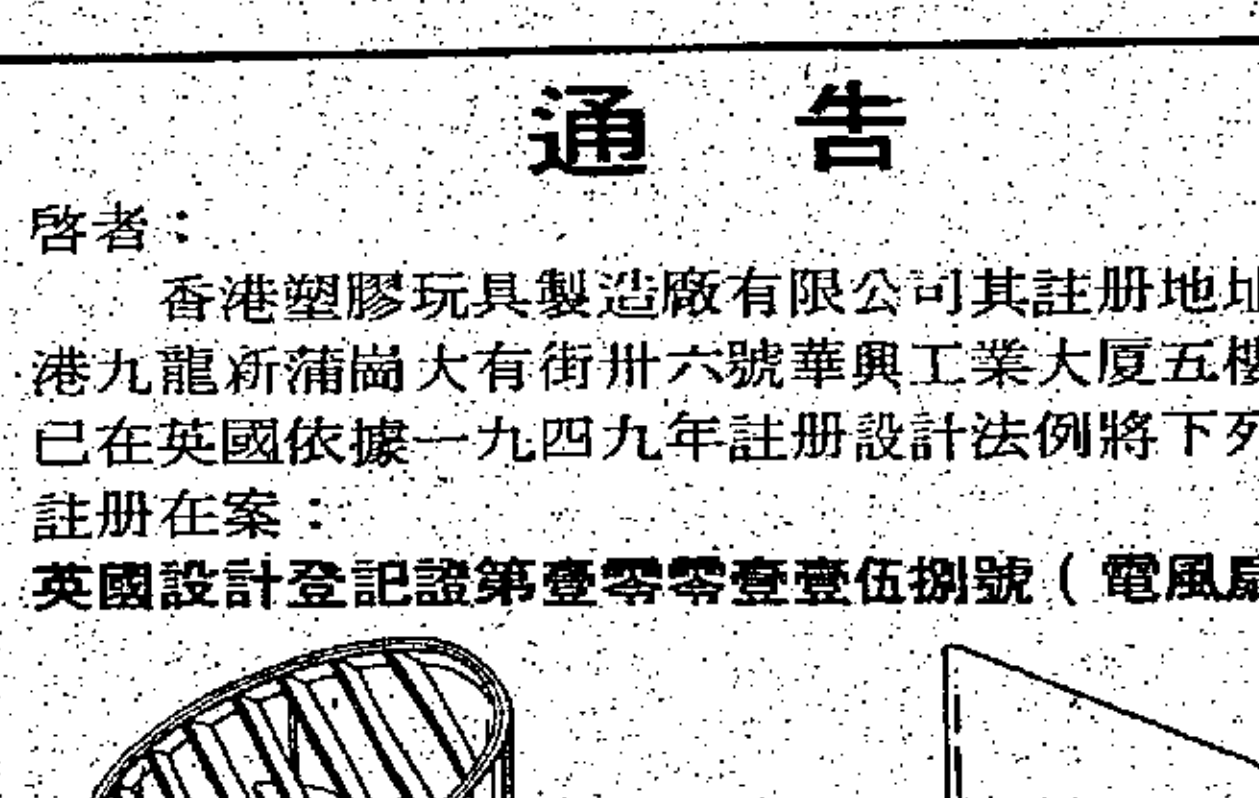 通 告
啓者：
香港塑膠玩具製造廠有限公司其註册地址
港九龍新蒲崗大有街卅六號華興工業大厦五樓
已在英國依據一九四九年註册設計法例將下列
註册在案：
英國設計登記證第壹零零壹壹伍捌號（電風扇